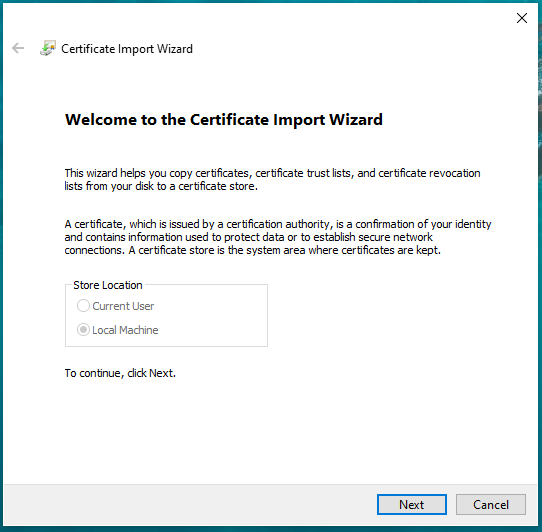 Certificate Import Wizard
Welcome to the Certificate Import Wizard
This wizard helps you copy certificates, certificate trust lists, and certificate revocation
lists from your disk to a certificate store.
A certificate, which is issued by a certification authority, is a confirmation of your identity
and contains information used to protect data or to establish secure network
connections. A certificate store is the system area where certificates are kept.
Store Location
Current User
Local Machine
To continue, click Next.
Next
Cancel